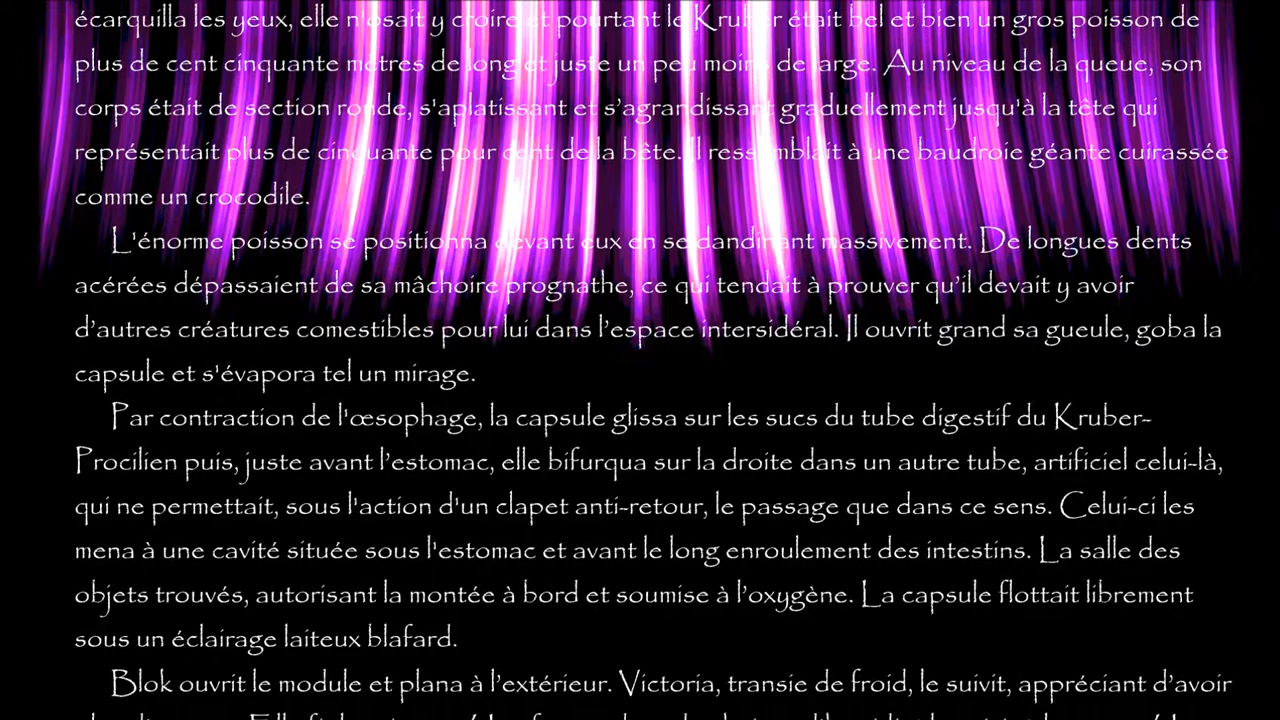 écarquilla les yeux, elle n'osait y croire et pourtant le Kruber était bel et bien un gros poisson de
plus de cent cinquante mètres de long et juste un peu moins de large. Au niveau de la queue, son
corps était de section ronde, s'aplatissant et s’agrandissant graduellement jusqu'à la tête qui
représentait plus de cinquante pour cent de la bête. Il ressemblait à une baudroie géante cuirassée
comme un crocodile.
L'énorme poisson se positionna devant eux en se dandinant massivement. De longues dents
acérées dépassaient de sa mâchoire prognathe, ce qui tendait à prouver qu’il devait y avoir
d’autres créatures comestibles pour lui dans l’espace intersidéral. Il ouvrit grand sa gueule, goba la
capsule et s'évapora tel un mirage.
Par contraction de l'œsophage, la capsule glissa sur les sucs du tube digestif du Kruber-
Procilien puis, juste avant l’estomac, elle bifurqua sur la droite dans un autre tube, artificiel celui-là,
qui ne permettait, sous l'action d'un clapet anti-retour, le passage que dans ce sens. Celui-ci les
mena à une cavité située sous l'estomac et avant le long enroulement des intestins. La salle des
objets trouvés, autorisant la montée à bord et soumise à l’oxygène. La capsule flottait librement
sous un éclairage laiteux blafard.
Blok ouvrit le module et plana à l’extérieur. Victoria, transie de froid, le suivit, appréciant d’avoir